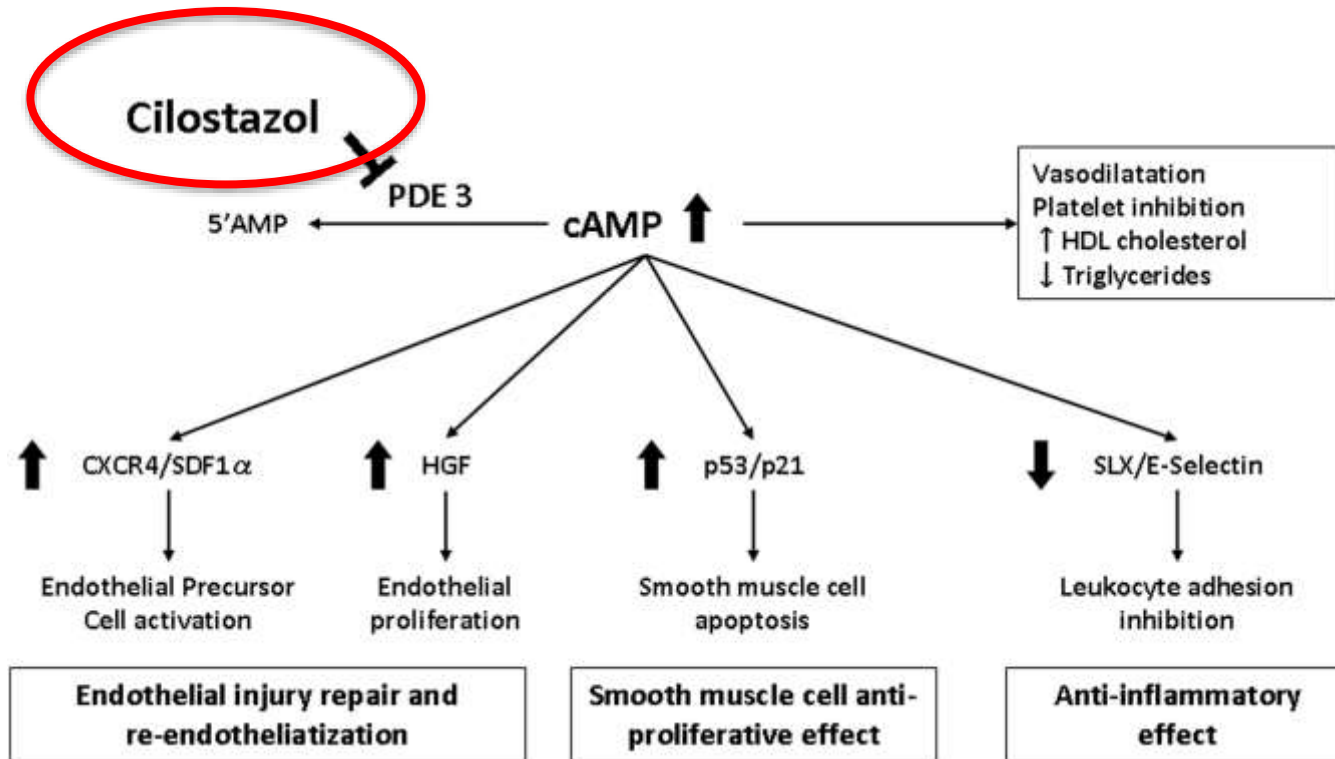 Cilostazol
PDE 3
5’AMP
cAMP
Vasodilatation
Platelet inhibition
↑ HDL cholesterol
↓ Triglycerides
CXCR4/SDF1α
HGF
p53/p21
SLX/E-Selectin
Endothelial Precursor
Cell activation
Endothelial
proliferation
Smooth muscle cell
apoptosis
Leukocyte adhesion
inhibition
Endothelial injury repair and
re-endotheliatization
Smooth muscle cell anti-
proliferative effect
Anti-inflammatory
effect